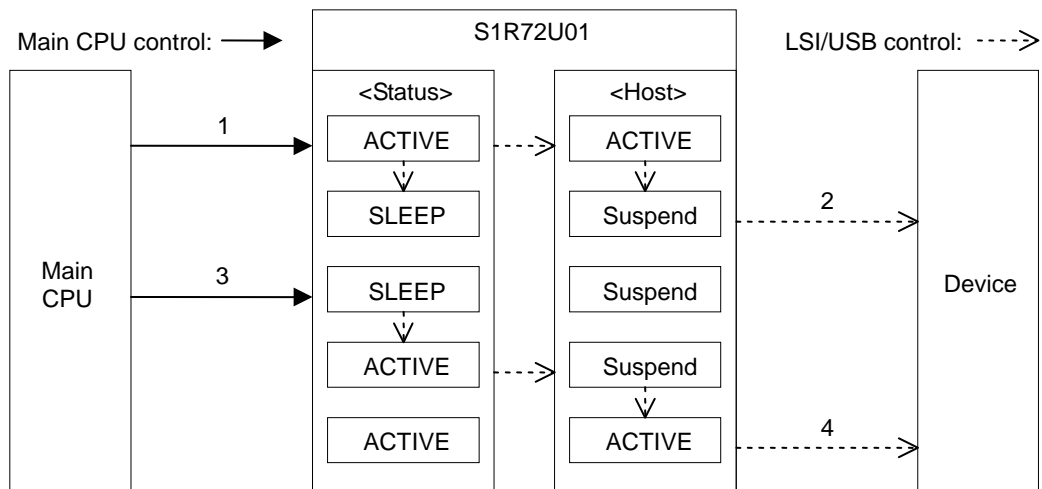 S1R72U01
Main CPU control:
LSI/USB control:
<Status>
<Host>
1
ACTIVE
ACTIVE
SLEEP
Suspend
2
Main
CPU
3
SLEEP
Suspend
Device
ACTIVE
Suspend
ACTIVE
ACTIVE
4